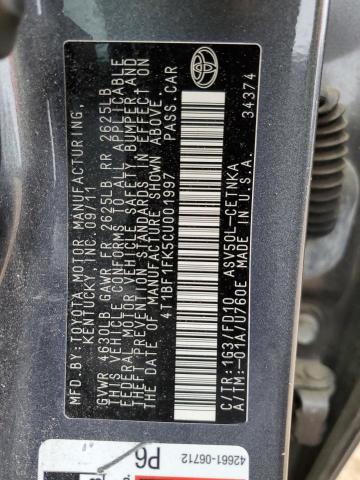 MFD. BY:TOYOTA MOTOR MANUFACTURING,
KENTUCKY, INC. 09/11
GVWR 4630LB GAWR FR 2625LB RR 2625LB
THIS VEHICLE CONFORMS TO ALL APPLICABLE
FEDERAL MOTOR VEHICLE SAFETY, BUMPER AND
THEFT PREVENTION STANDARDS IN EFFECT ON
THE DATE OF MANUFACTURE SHOWN ABOVE.
4T1BF1FK5CU001997 PASS.CAR
C/TR:1G3/FD10 ASV50L-CETNKA
A/TM:-01A/U760E MADE IN U.S.A.
34374
42661-06712
P6